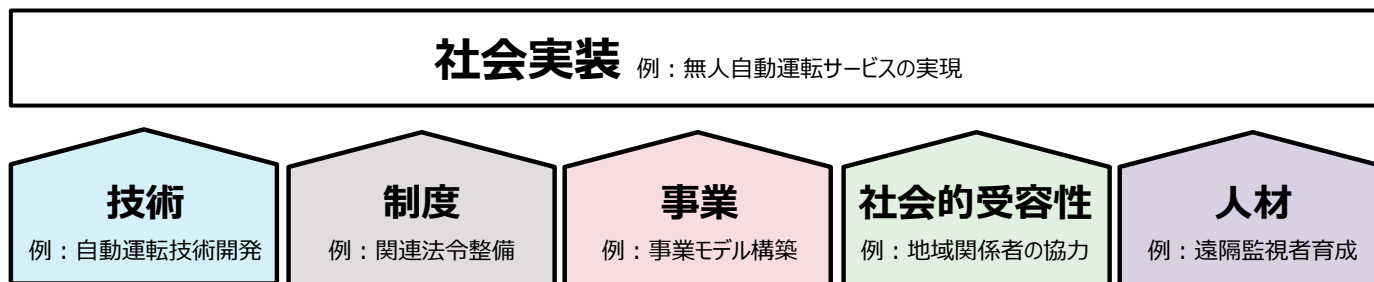 社会実装 例：無人自動運転サービスの実現
技術
例：自動運転技術開発
制度
例：関連法令整備
事業
例：事業モデル構築
社会的受容性
例：地域関係者の協力
人材
例：遠隔監視者育成